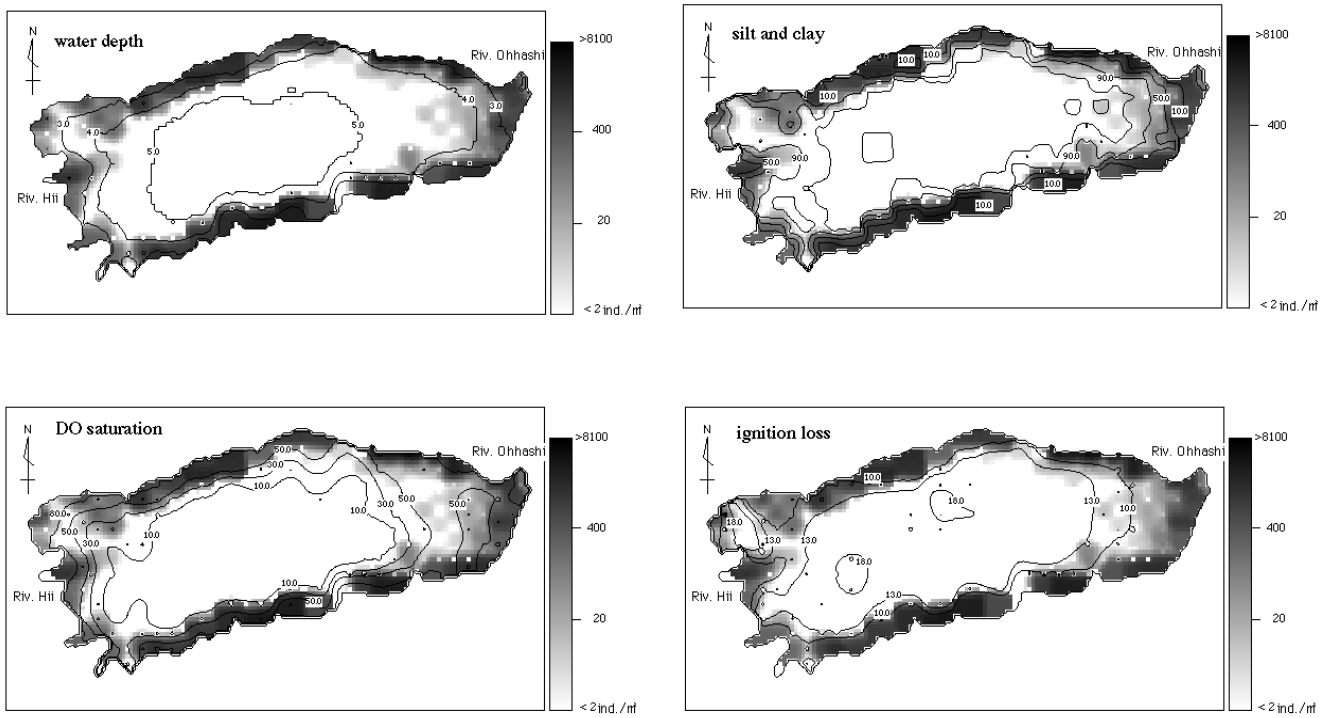 N
water depth
Riv. Ohhashi
>8100
400
20
< 2 ind./㎡
Riv. Hii
3.0
4.0
4.0
3.0
5.0
5.0
N
silt and clay
Riv. Ohhashi
>8100
400
20
< 2 ind./㎡
Riv. Hii
10.0
10.0
10.0
90.0
50.0
10.0
90.0
50.0
90.0
10.0
10.0
N
DO saturation
Riv. Ohhashi
>8100
400
20
< 2 ind./㎡
Riv. Hii
50.0
30.0
10.0
50.0
30.0
10.0
80.0
50.0
30.0
10.0
10.0
50.0
N
ignition loss
Riv. Ohhashi
>8100
400
20
< 2 ind./㎡
Riv. Hii
10.0
18.0
13.0
10.0
18.0
13.0
13.0
18.0
13.0
10.0